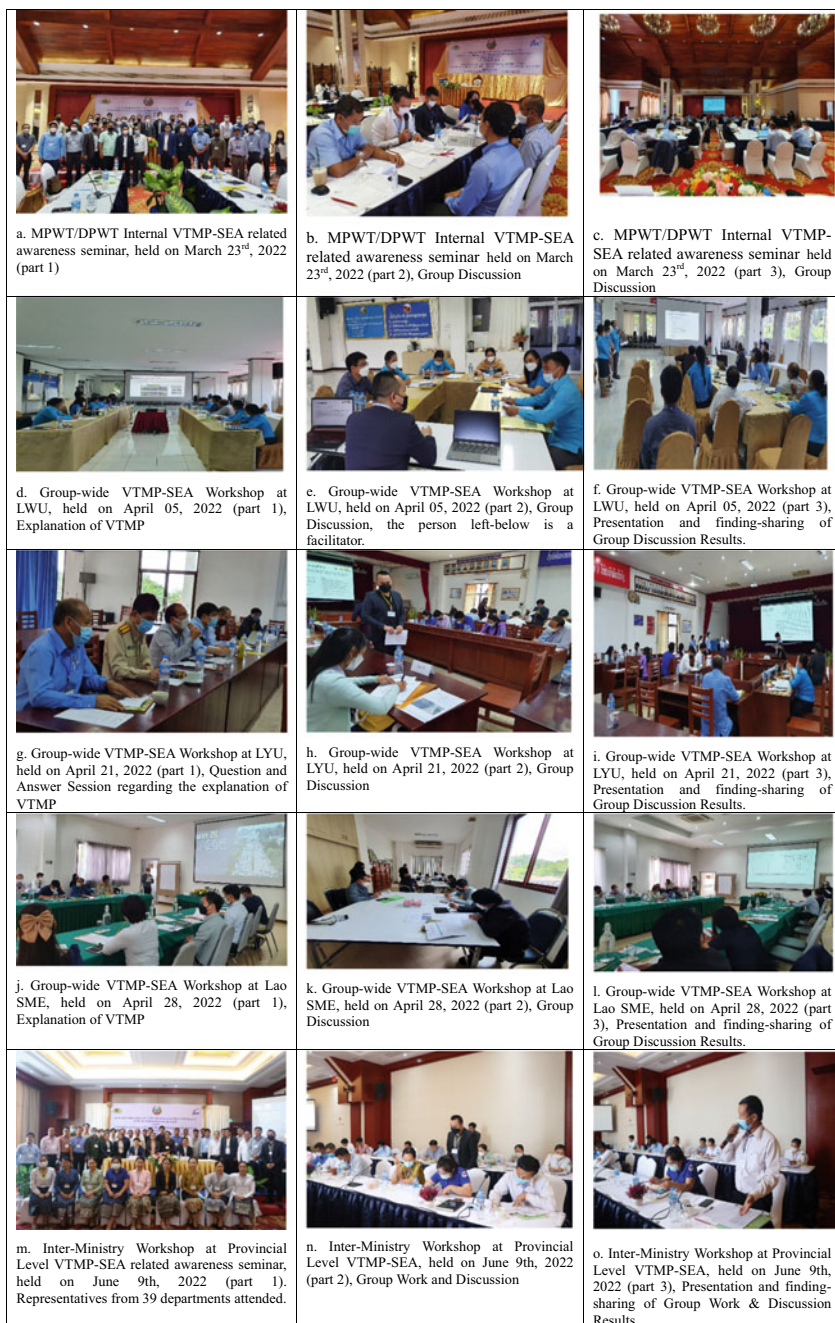 a. MPWT/DPWT Internal VTMP-SEA related
awareness seminar, held on March 23rd, 2022
(part 1)
b. MPWT/DPWT Internal VTMP-SEA
related awareness seminar held on March
23rd, 2022 (part 2), Group Discussion
c. MPWT/DPWT Internal VTMP-
SEA related awareness seminar held
on March 23rd, 2022 (part 3), Group
Discussion
d. Group-wide VTMP-SEA Workshop at
LWU, held on April 05, 2022 (part 1),
Explanation of VTMP
e. Group-wide VTMP-SEA Workshop at
LWU, held on April 05, 2022 (part 2), Group
Discussion, the person left-below is a
facilitator.
f. Group-wide VTMP-SEA Workshop at
LWU, held on April 05, 2022 (part 3),
Presentation and finding-sharing of
Group Discussion Results.
g. Group-wide VTMP-SEA Workshop at LYU,
held on April 21, 2022 (part 1), Question and
Answer Session regarding the explanation of
VTMP
h. Group-wide VTMP-SEA Workshop at
LYU, held on April 21, 2022 (part 2), Group
Discussion
i. Group-wide VTMP-SEA Workshop at
LYU, held on April 21, 2022 (part 3),
Presentation and finding-sharing of
Group Discussion Results.
j. Group-wide VTMP-SEA Workshop at Lao
SME, held on April 28, 2022 (part 1),
Explanation of VTMP
k. Group-wide VTMP-SEA Workshop at Lao
SME, held on April 28, 2022 (part 2), Group
Discussion
l. Group-wide VTMP-SEA Workshop at
Lao SME, held on April 28, 2022 (part
3), Presentation and finding-sharing of
Group Discussion Results.
m. Inter-Ministry Workshop at Provincial
Level VTMP-SEA related awareness seminar,
held on June 9th, 2022 (part 1).
Representatives from 39 departments attended.
n. Inter-Ministry Workshop at Provincial
Level VTMP-SEA, held on June 9th, 2022
(part 2), Group Work and Discussion
o. Inter-Ministry Workshop at Provincial
Level VTMP-SEA, held on June 9th,
2022 (part 3), Presentation and finding-
sharing of Group Work & Discussion
Results